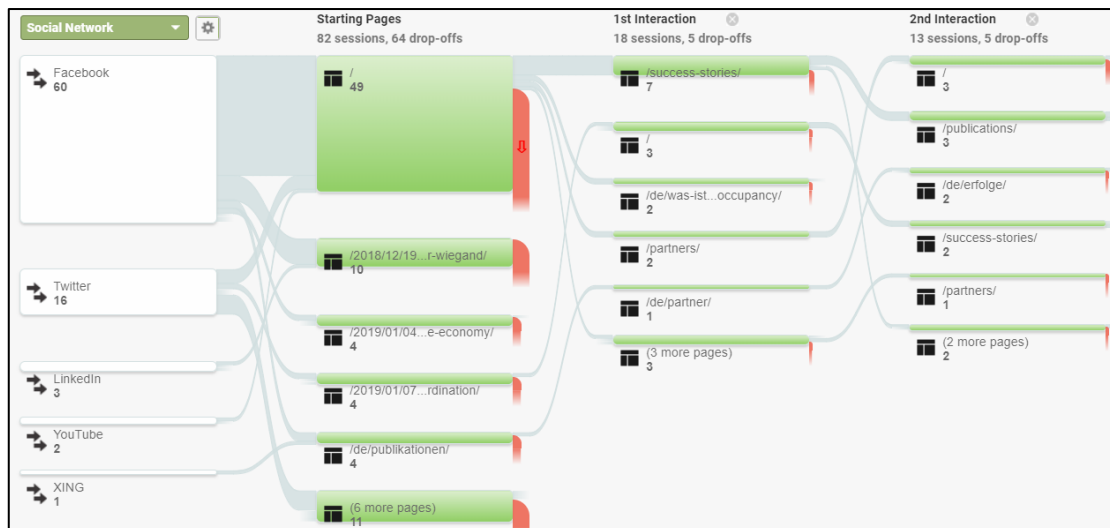 Social Network
Facebook
60
Twitter
16
LinkedIn
3
YouTube
2
XING
1
Starting Pages
82 sessions, 64 drop-offs
/
49
/2018/12/19...r-wiegand/
10
/2019/01/04...e-economy/
4
/2019/01/07...rdination/
4
/de/publikationen/
4
(6 more pages)
11
1st Interaction
18 sessions, 5 drop-offs
/success-stories/
7
/
3
/de/was-ist...occupancy/
2
/partners/
2
/de/partner/
1
(3 more pages)
3
2nd Interaction
13 sessions, 5 drop-offs
/
3
/publications/
3
/de/erfolge/
2
/success-stories/
2
/partners/
1
(2 more pages)
2